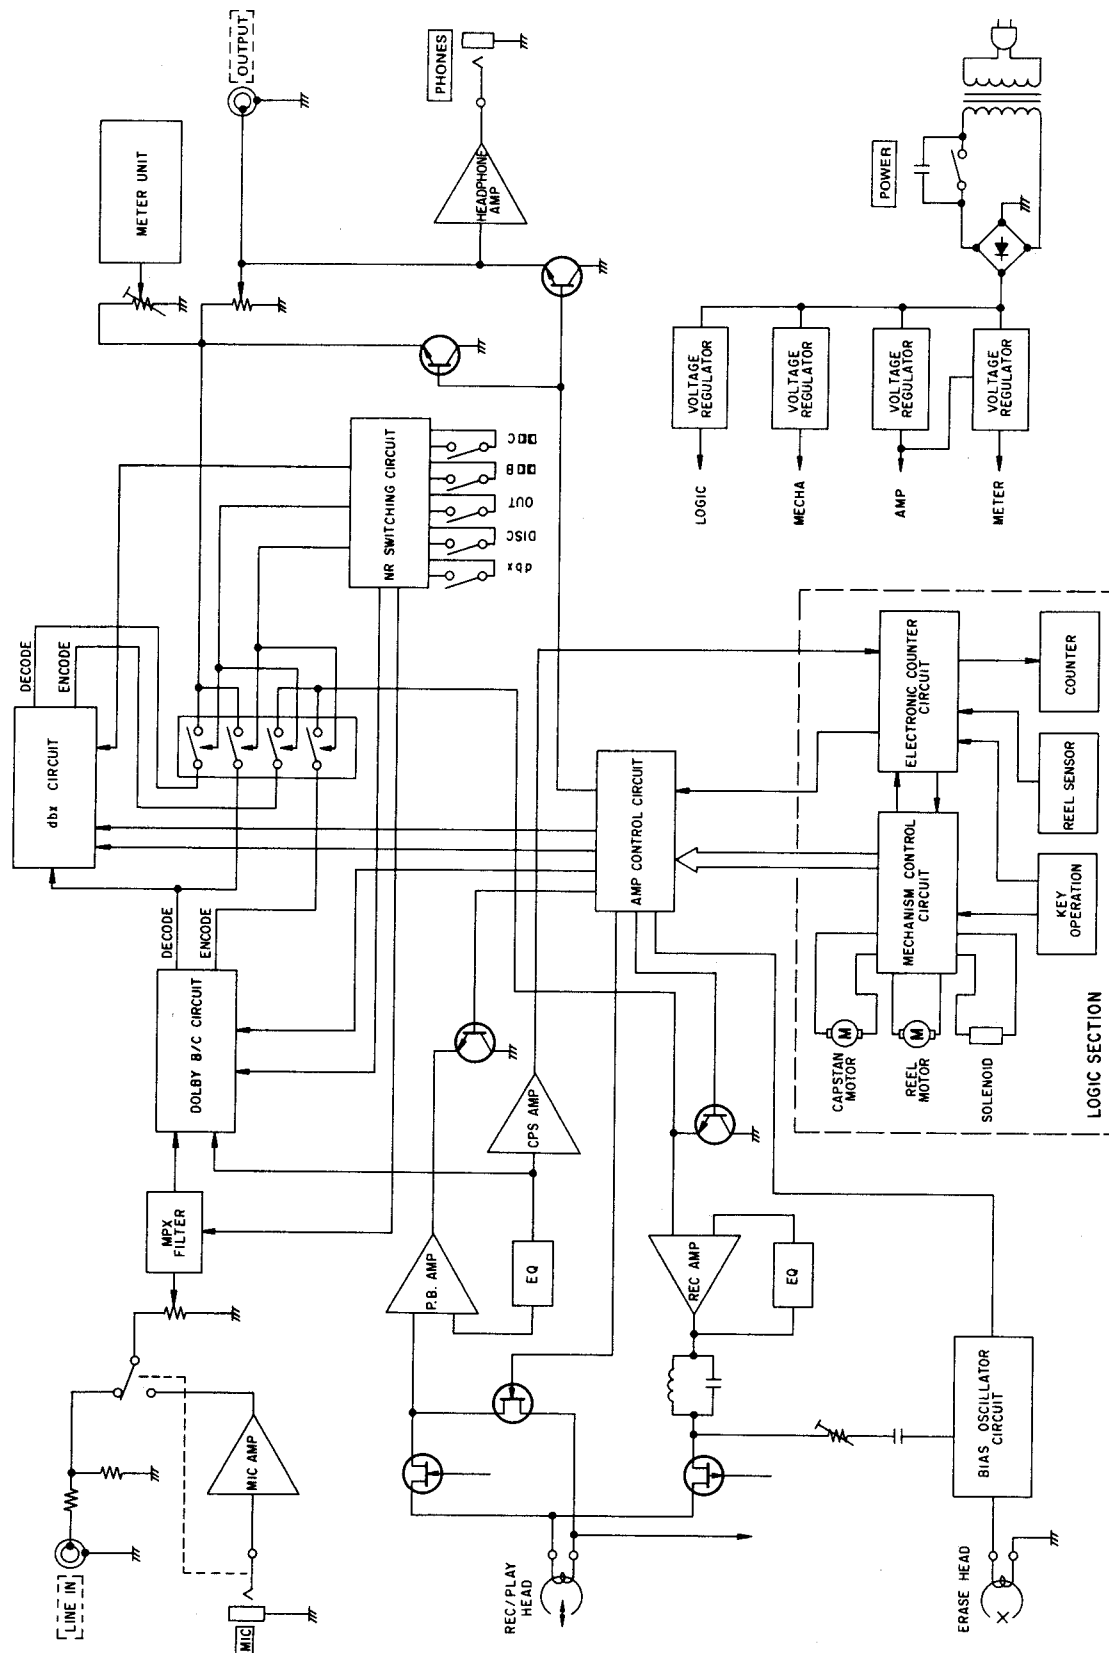 LINE IN
MIC
MIC AMP
MPX
FILTER
DOLBY B/C CIRCUIT
DECODE
ENCODE
dbx CIRCUIT
DECODE
ENCODE
METER UNIT
OUTPUT
NR SWITCHING CIRCUIT
dbx
DISC
OUT
B
C
HEADPHONE
AMP
PHONES
REC/PLAY
HEAD
P.B. AMP
EQ
CPS AMP
AMP CONTROL CIRCUIT
REC AMP
EQ
ERASE HEAD
BIAS OSCILLATOR
CIRCUIT
CAPSTAN
MOTOR
M
REEL
MOTOR
M
SOLENOID
MECHANISM CONTROL
CIRCUIT
ELECTRONIC COUNTER
CIRCUIT
KEY
OPERATION
REEL SENSOR
COUNTER
LOGIC SECTION
LOGIC
VOLTAGE
REGULATOR
MECHA
VOLTAGE
REGULATOR
AMP
VOLTAGE
REGULATOR
METER
VOLTAGE
REGULATOR
POWER